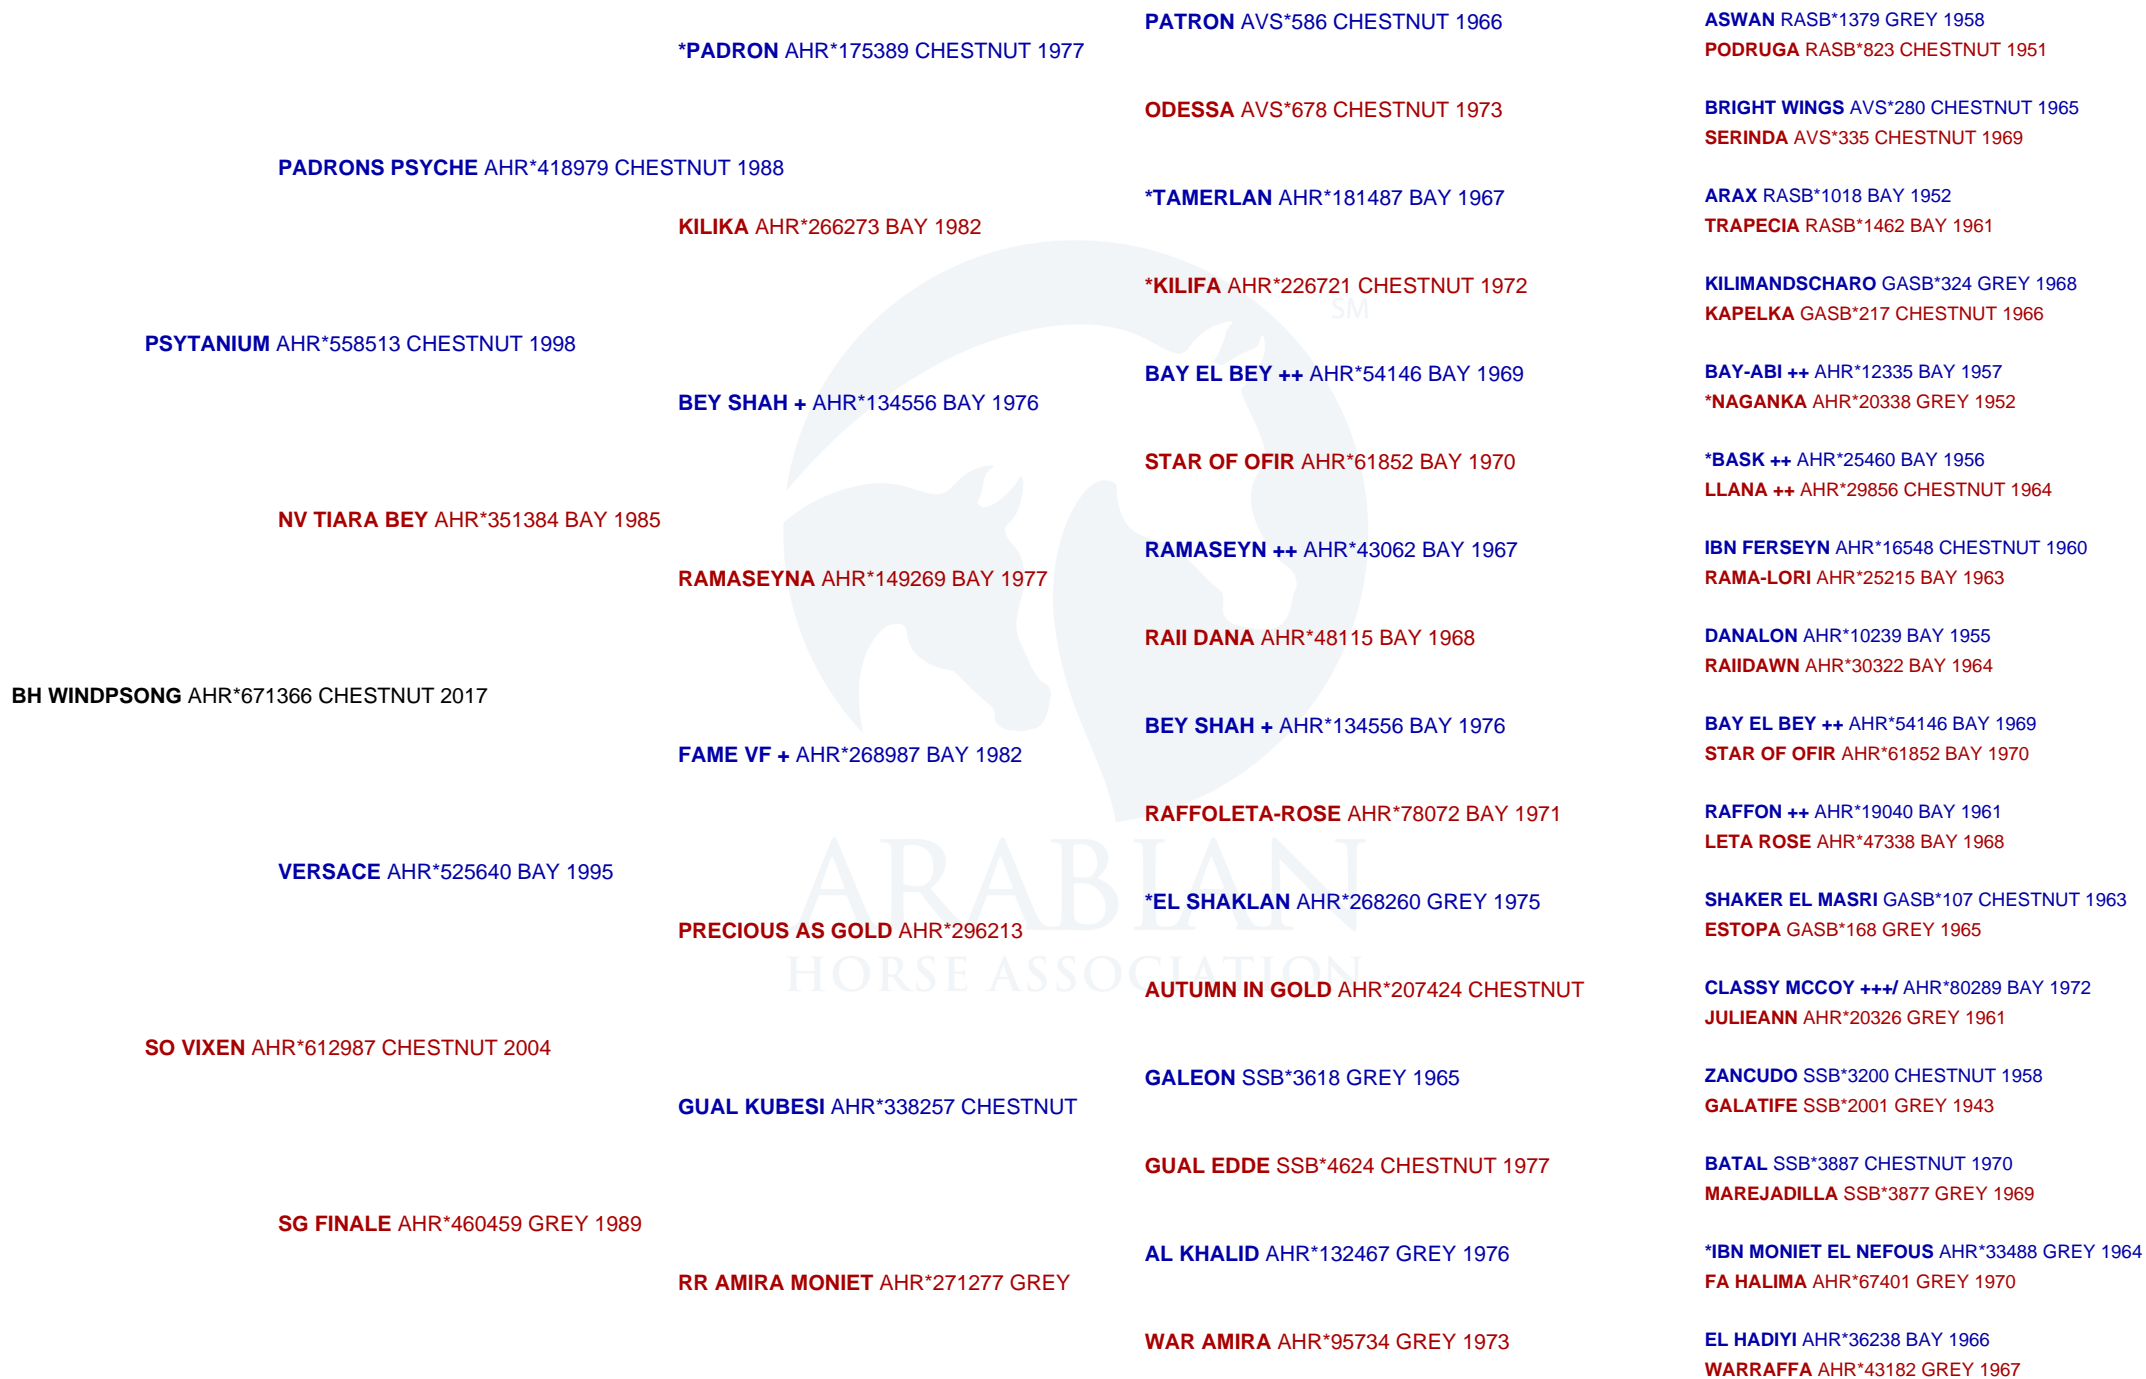 PATRON AVS*586 CHESTNUT 1966
ASWAN RASB*1379 GREY 1958
*PADRON AHR*175389 CHESTNUT 1977
PODRUGA RASB*823 CHESTNUT 1951
ODESSA AVS*678 CHESTNUT 1973
BRIGHT WINGS AVS*280 CHESTNUT 1965
SERINDA AVS*335 CHESTNUT 1969
PADRONS PSYCHE AHR*418979 CHESTNUT 1988
*TAMERLAN AHR*181487 BAY 1967
ARAX RASB*1018 BAY 1952
KILIKA AHR*266273 BAY 1982
TRAPECIA RASB*1462 BAY 1961
*KILIFA AHR*226721 CHESTNUT 1972
KILIMANDSCHARO GASB*324 GREY 1968
SM
KAPELKA GASB*217 CHESTNUT 1966
PSYTANIUM AHR*558513 CHESTNUT 1998
BAY EL BEY ++ AHR*54146 BAY 1969
BAY-ABI ++ AHR*12335 BAY 1957
BEY SHAH + AHR*134556 BAY 1976
*NAGANKA AHR*20338 GREY 1952
STAR OF OFIR AHR*61852 BAY 1970
*BASK ++ AHR*25460 BAY 1956
LLANA ++ AHR*29856 CHESTNUT 1964
NV TIARA BEY AHR*351384 BAY 1985
RAMASEYN ++ AHR*43062 BAY 1967
IBN FERSEYN AHR*16548 CHESTNUT 1960
RAMASEYNA AHR*149269 BAY 1977
RAMA-LORI AHR*25215 BAY 1963
RAII DANA AHR*48115 BAY 1968
DANALON AHR*10239 BAY 1955
RAIIDAWN AHR*30322 BAY 1964
BH WINDPSONG AHR*671366 CHESTNUT 2017
BEY SHAH + AHR*134556 BAY 1976
BAY EL BEY ++ AHR*54146 BAY 1969
FAME VF + AHR*268987 BAY 1982
STAR OF OFIR AHR*61852 BAY 1970
RAFFOLETA-ROSE AHR*78072 BAY 1971
RAFFON ++ AHR*19040 BAY 1961
LETA ROSE AHR*47338 BAY 1968
VERSACE AHR*525640 BAY 1995
ARABIAN
*EL SHAKLAN AHR*268260 GREY 1975
SHAKER EL MASRI GASB*107 CHESTNUT 1963
PRECIOUS AS GOLD AHR*296213
ESTOPA GASB*168 GREY 1965
HORSE ASSOCIATION
AUTUMN IN GOLD AHR*207424 CHESTNUT
CLASSY MCCOY +++/ AHR*80289 BAY 1972
JULIEANN AHR*20326 GREY 1961
SO VIXEN AHR*612987 CHESTNUT 2004
GALEON SSB*3618 GREY 1965
ZANCUDO SSB*3200 CHESTNUT 1958
GUAL KUBESI AHR*338257 CHESTNUT
GALATIFE SSB*2001 GREY 1943
GUAL EDDE SSB*4624 CHESTNUT 1977
BATAL SSB*3887 CHESTNUT 1970
MAREJADILLA SSB*3877 GREY 1969
SG FINALE AHR*460459 GREY 1989
AL KHALID AHR*132467 GREY 1976
*IBN MONIET EL NEFOUS AHR*33488 GREY 1964
RR AMIRA MONIET AHR*271277 GREY
FA HALIMA AHR*67401 GREY 1970
WAR AMIRA AHR*95734 GREY 1973
EL HADIYI AHR*36238 BAY 1966
WARRAFFA AHR*43182 GREY 1967